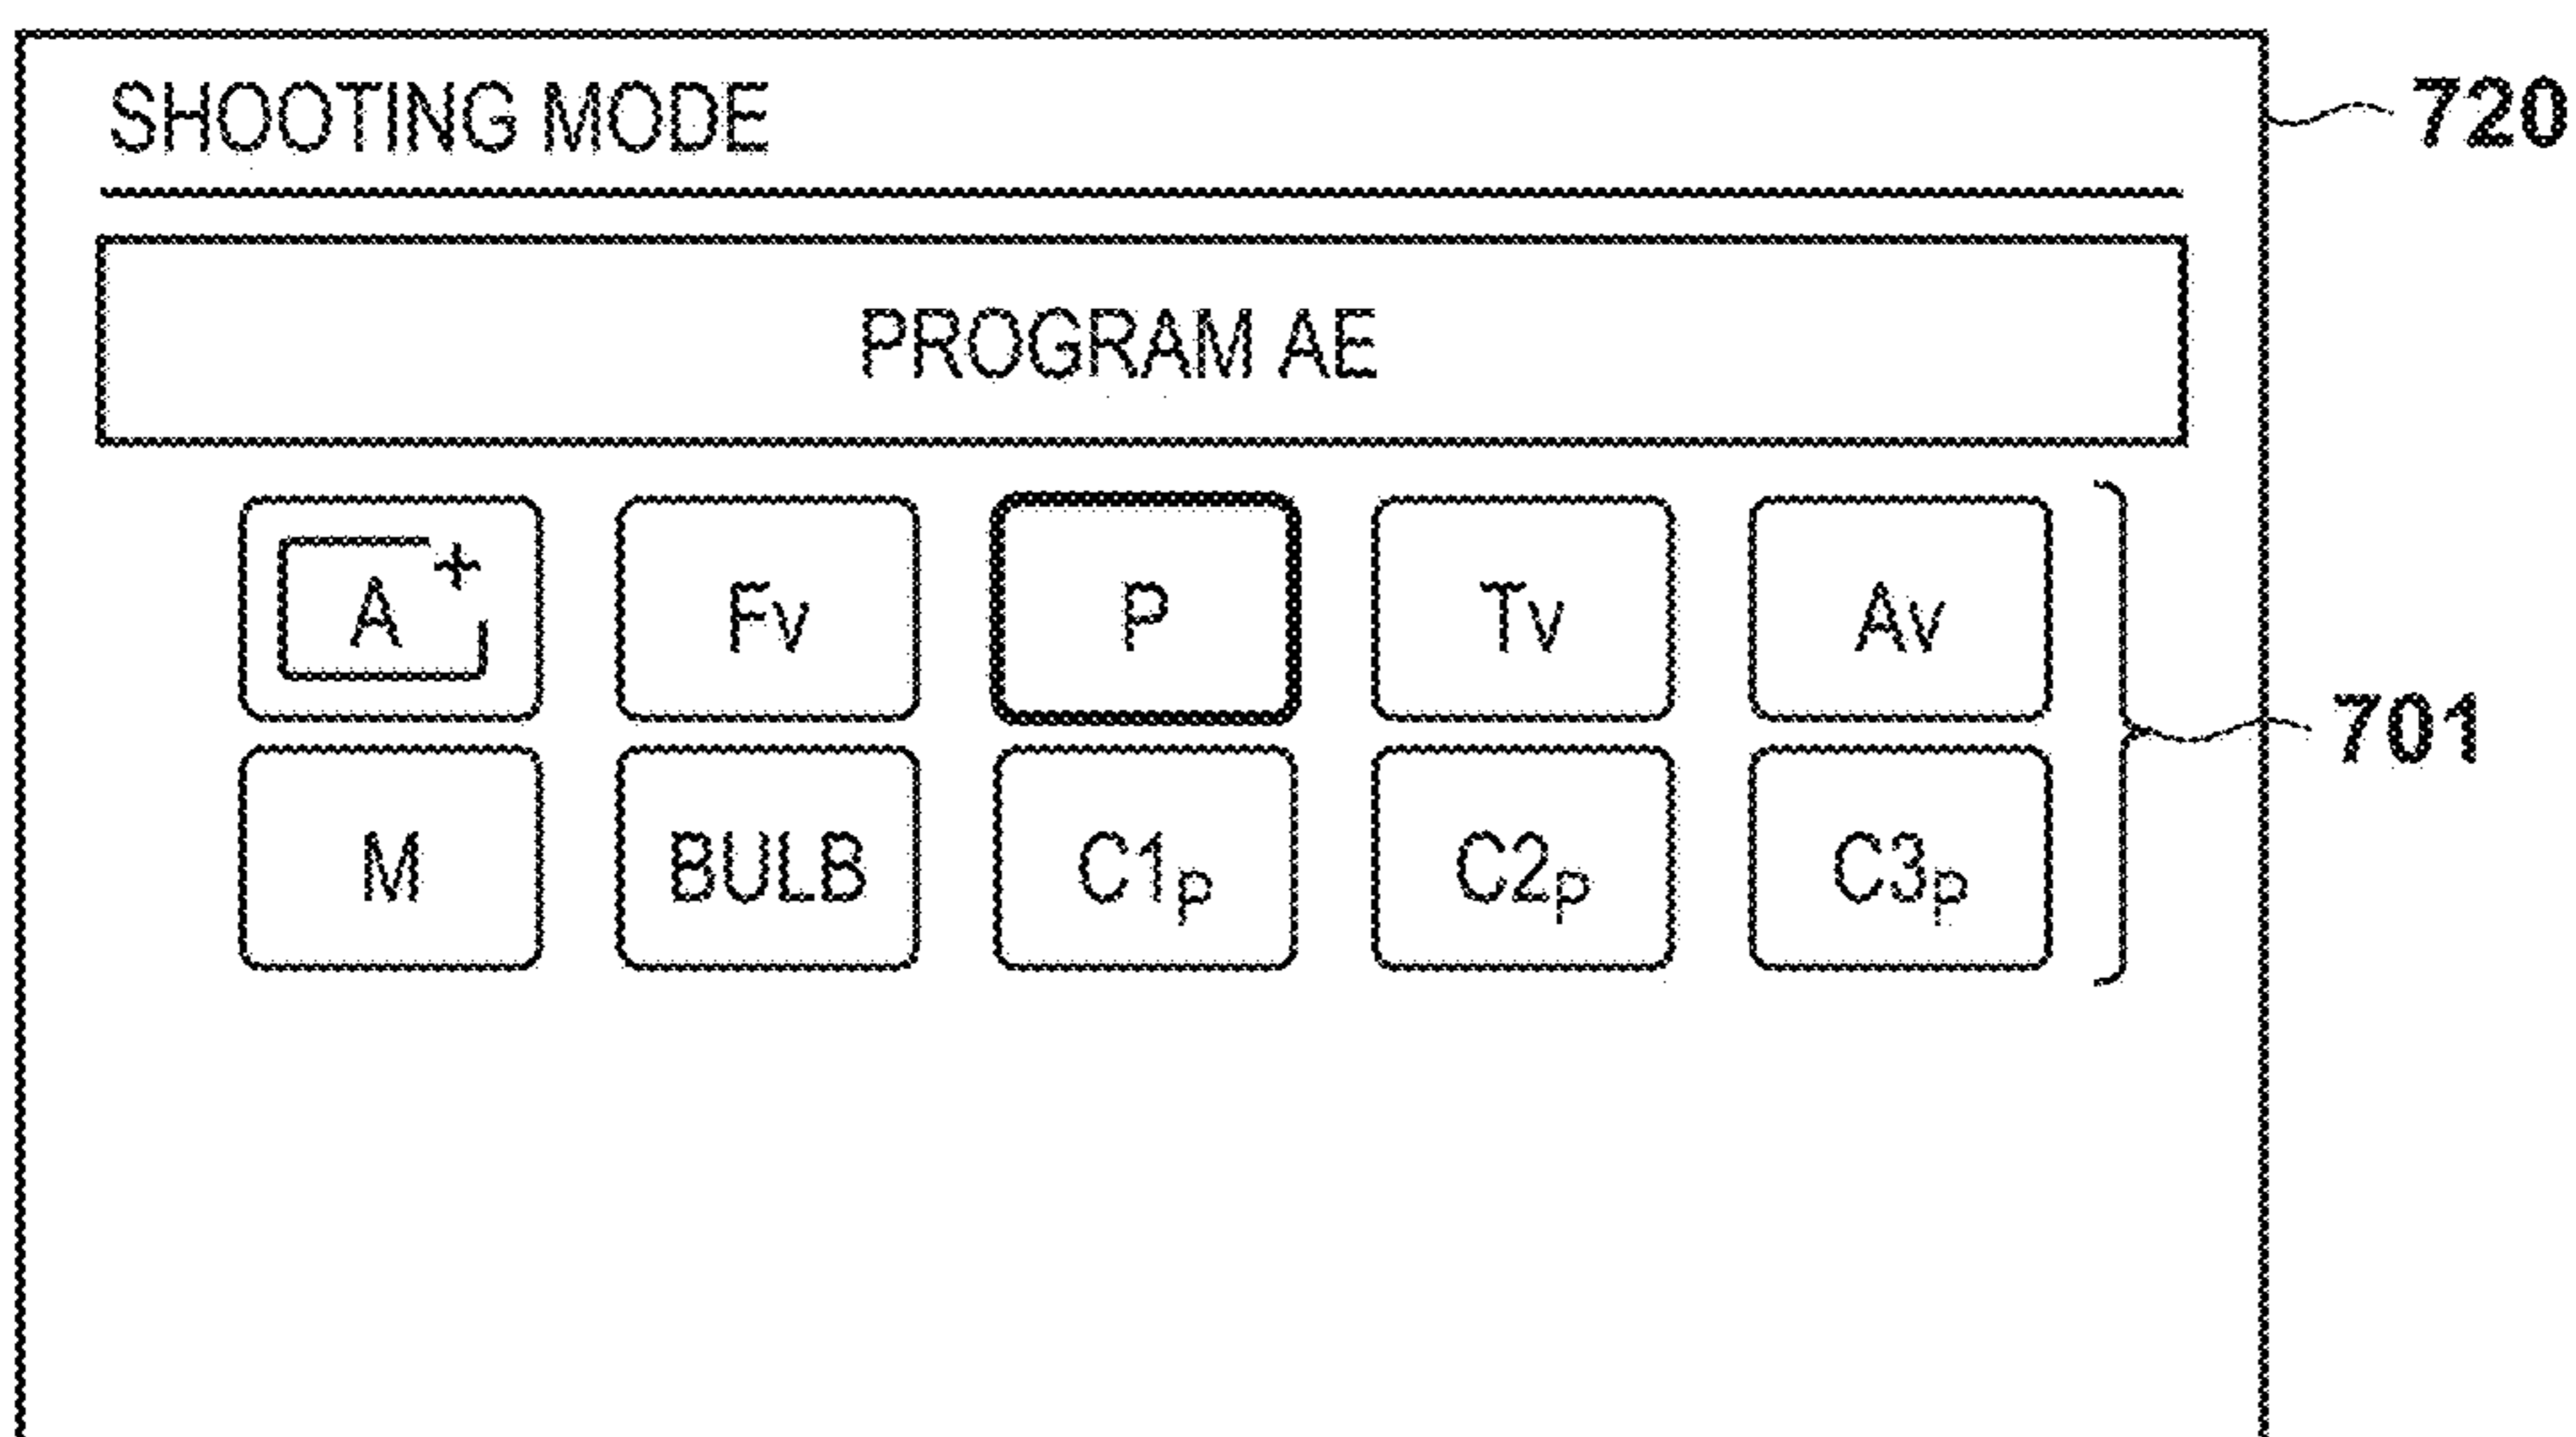 SHOOTING MODE
720
PROGRAM AE
A+ Fv P Tv Av
701
M BULB C1P C2P C3P